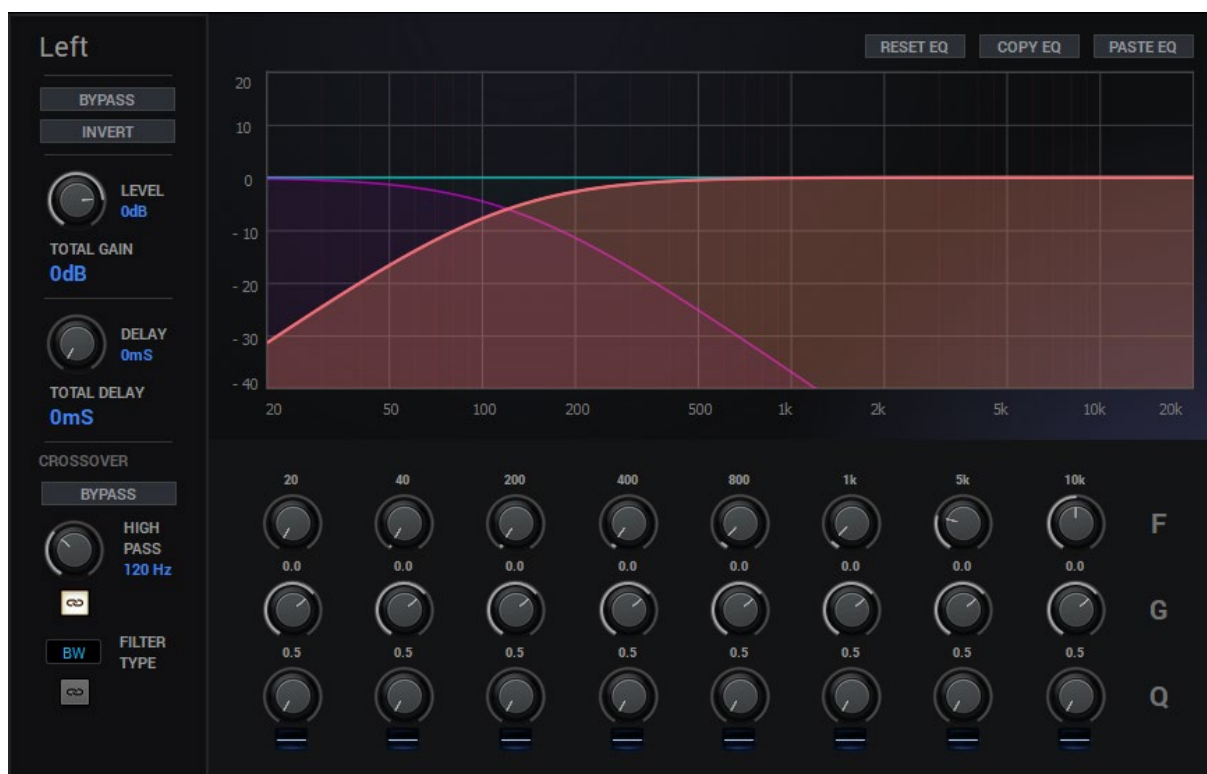 Left
BYPASS
INVERT
LEVEL
0dB
TOTAL GAIN
0dB
DELAY
0mS
TOTAL DELAY
0mS
CROSSOVER
BYPASS
HIGH
PASS
120 Hz
BW
FILTER
TYPE
RESET EQ COPY EQ PASTE EQ
20
10
0
- 10
- 20
- 30
- 40
20 50 100 200 500 1k 2k 5k 10k 20k
20 40 200 400 800 1k 5k 10k
F
0.0 0.0 0.0 0.0 0.0 0.0 0.0 0.0
G
0.5 0.5 0.5 0.5 0.5 0.5 0.5 0.5
Q